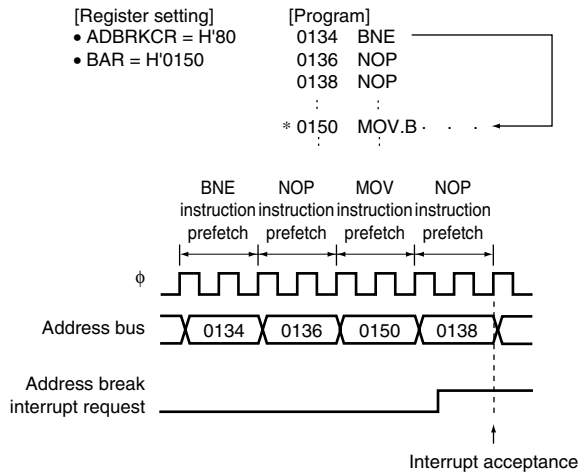 [Register setting]
• ADBRKCR = H'80
• BAR = H'0150
[Program]
0134 BNE
0136 NOP
0138 NOP
:  :
* 0150 MOV.B · · ·
:  :
BNE instruction prefetch
NOP instruction prefetch
MOV instruction prefetch
NOP instruction prefetch
φ
Address bus
0134 0136 0150 0138
Address break
interrupt request
Interrupt acceptance